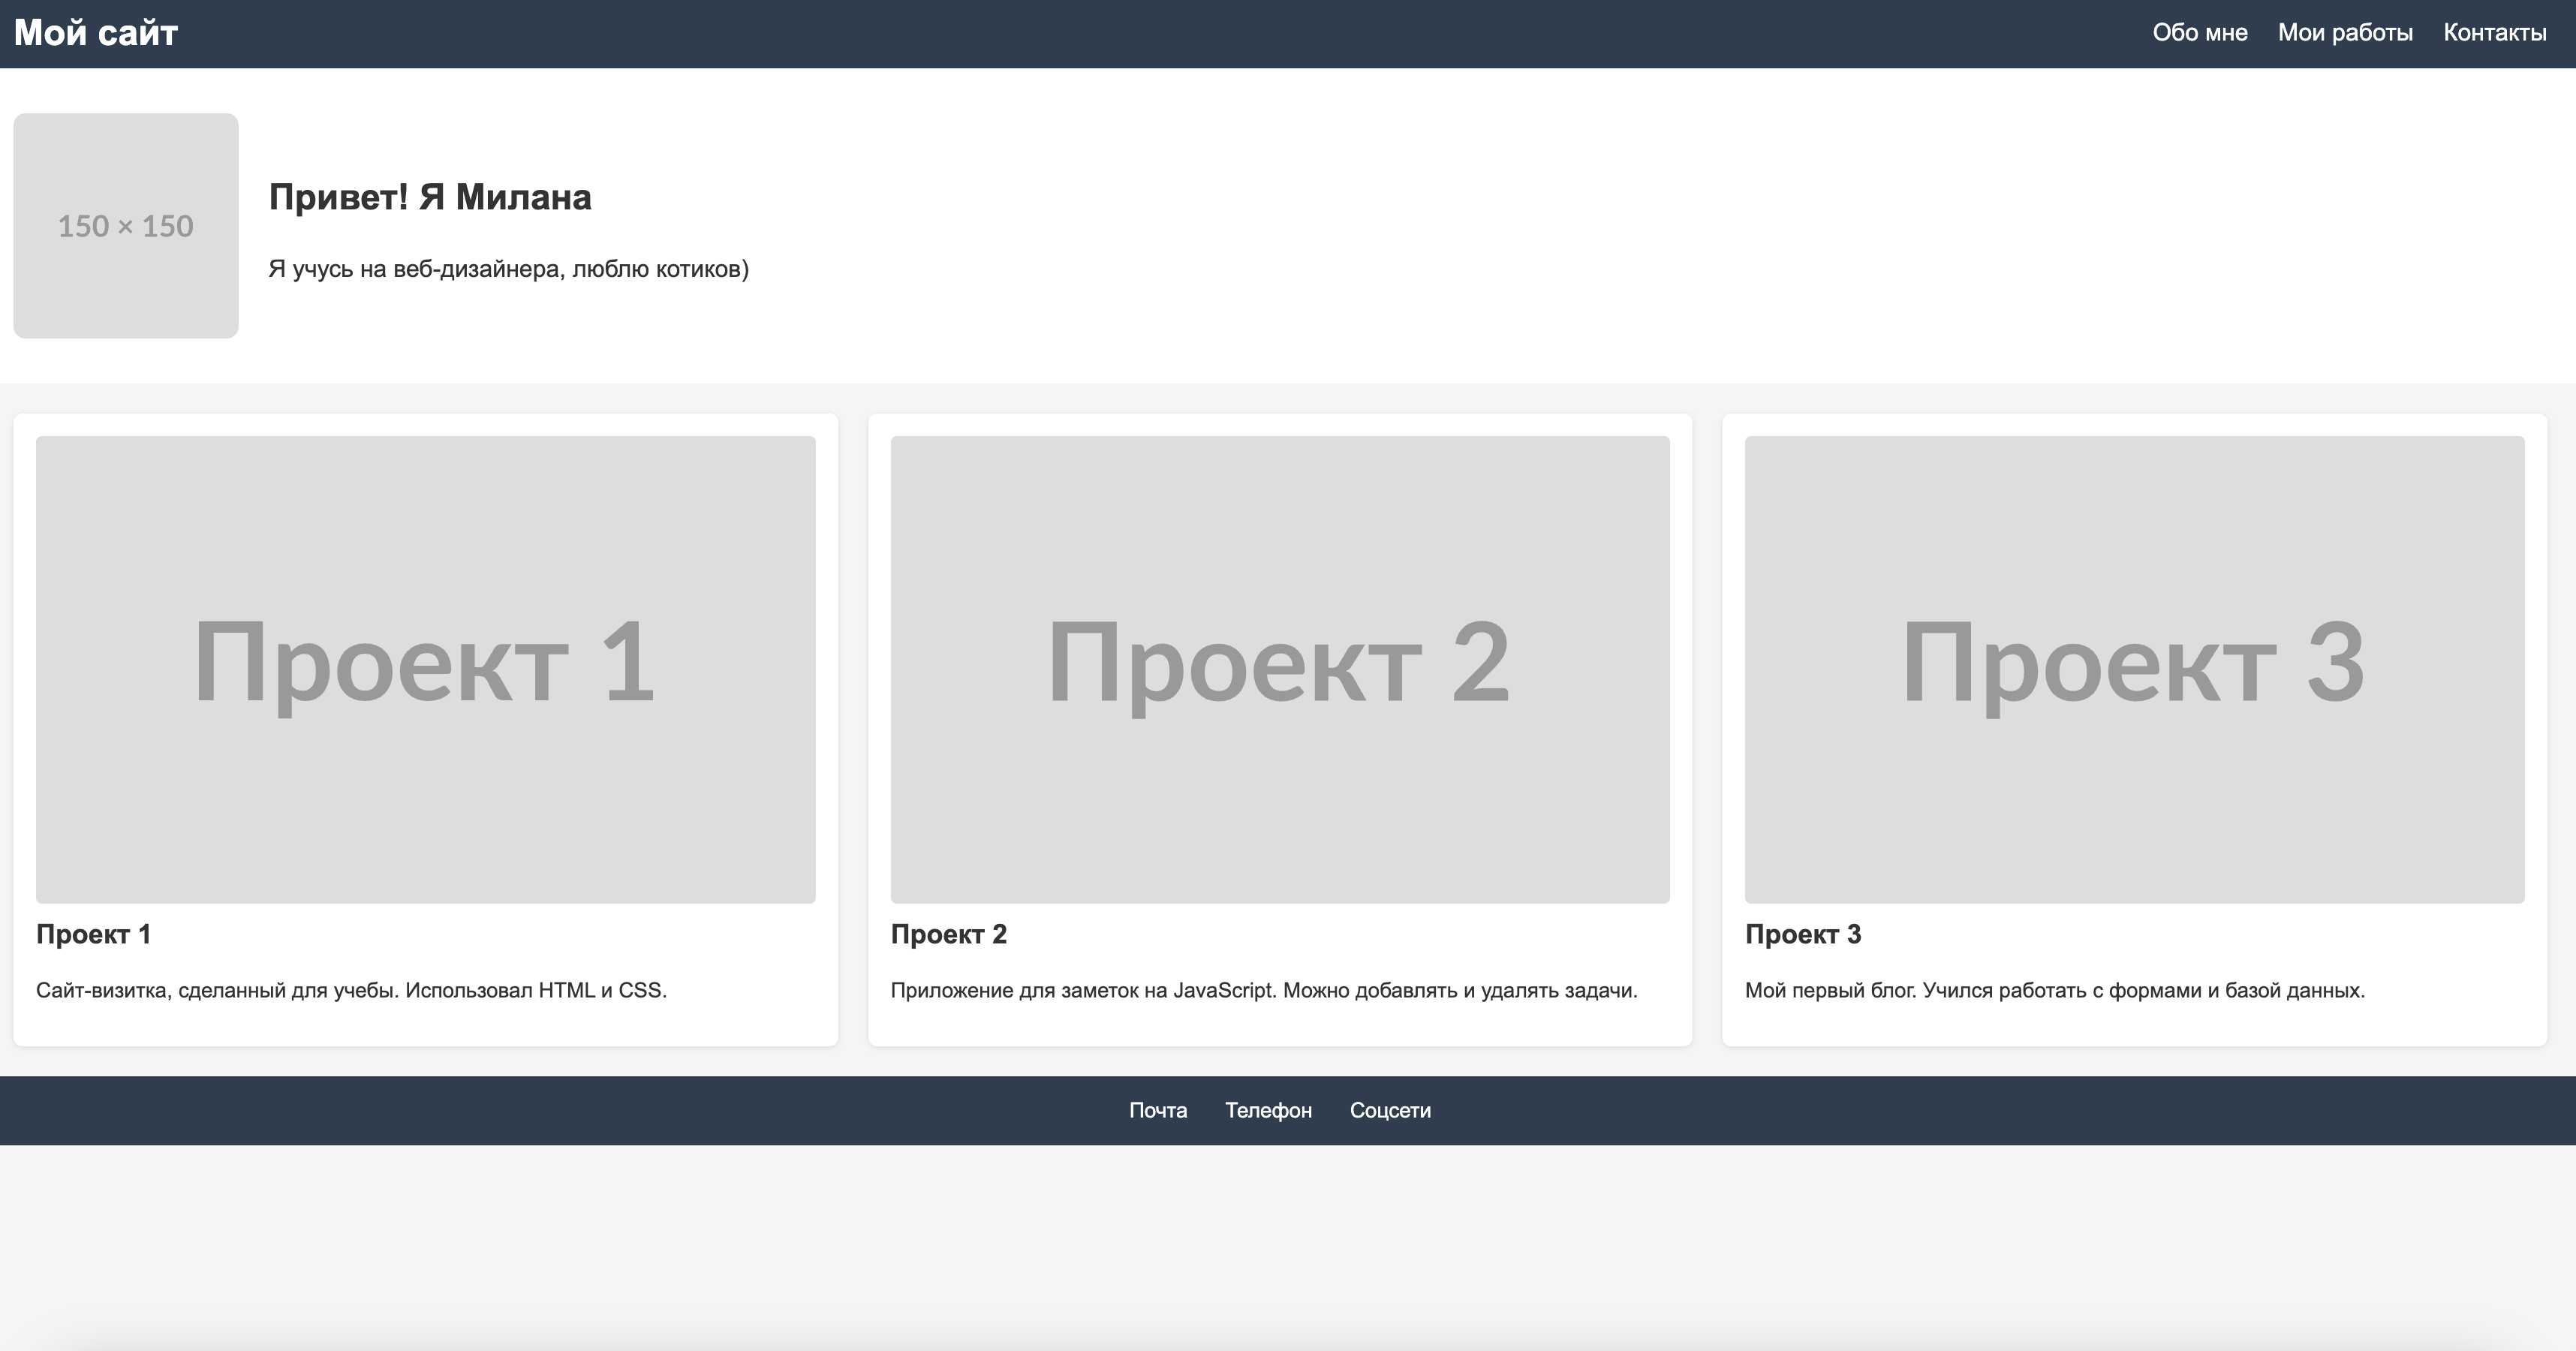 Мой сайт
Обо мне Мои работы Контакты
150 × 150
Привет! Я Милана
Я учусь на веб-дизайнера, люблю котиков)
Проект 1
Проект 1
Сайт-визитка, сделанный для учебы. Использовал HTML и CSS.
Проект 2
Проект 2
Приложение для заметок на JavaScript. Можно добавлять и удалять задачи.
Проект 3
Проект 3
Мой первый блог. Учился работать с формами и базой данных.
Почта Телефон Соцсети